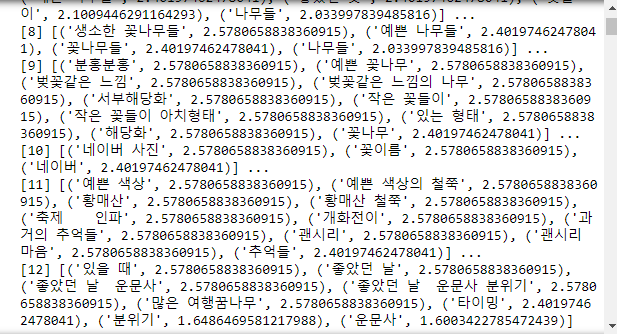 이', 2.1009446291164293), ('나무들', 2.033997839485816)] ...
[8] [('생소한 꽃나무들', 2.5780658838360915), ('예쁜 나무들', 2.4019746247804
1), ('꽃나무들', 2.40197462478041), ('나무들', 2.033997839485816)] ...
[9] [('분홍분홍', 2.5780658838360915), ('예쁜 꽃나무', 2.5780658838360915),
('벚꽃같은 느낌', 2.5780658838360915), ('벚꽃같은 느낌의 나무', 2.578065883836
0915), ('서부해당화', 2.5780658838360915), ('작은 꽃들이', 2.578065883836091
5), ('작은 꽃들이 아치형태', 2.5780658838360915), ('있는 형태', 2.5780658838
360915), ('해당화', 2.5780658838360915), ('꽃나무', 2.40197462478041)] ...
[10] [('네이버 사진', 2.5780658838360915), ('꽃이름', 2.5780658838360915),
('네이버', 2.40197462478041)] ...
[11] [('예쁜 색상', 2.5780658838360915), ('예쁜 색상의 철쭉', 2.5780658838360
915), ('황매산', 2.5780658838360915), ('황매산 철쭉', 2.5780658838360915),
('축제    인파', 2.5780658838360915), ('개화전이', 2.5780658838360915), ('과
거의 추억들', 2.5780658838360915), ('괜시리', 2.5780658838360915), ('괜시리
마음', 2.5780658838360915), ('추억들', 2.40197462478041)] ...
[12] [('있을 때', 2.5780658838360915), ('좋았던 날', 2.5780658838360915),
('좋았던 날  운문사', 2.5780658838360915), ('좋았던 날  운문사 분위기', 2.5780
658838360915), ('많은 여행꿈나무', 2.5780658838360915), ('타이밍', 2.4019746
2478041), ('분위기', 1.6486469581217988), ('운문사', 1.6003422785472439)]